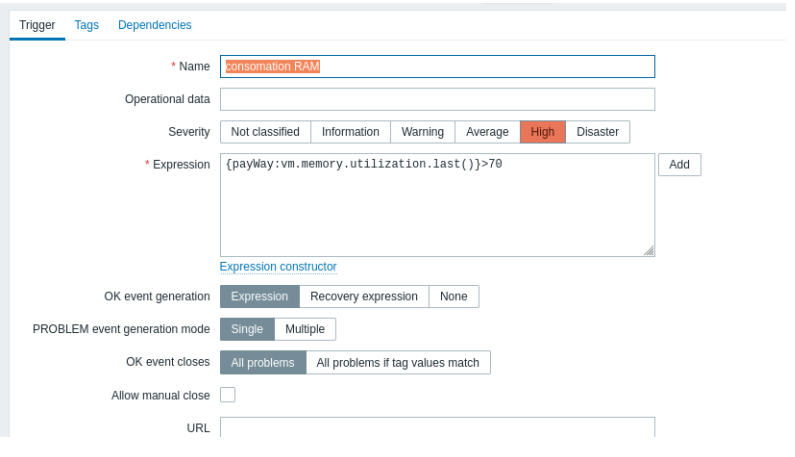 Trigger Tags Dependencies
* Name consomation RAM
Operational data
Severity Not classified Information Warning Average High Disaster
* Expression {payWay:vm.memory.utilization.last()}>70 Add
Expression constructor
OK event generation Expression Recovery expression None
PROBLEM event generation mode Single Multiple
OK event closes All problems All problems if tag values match
Allow manual close
URL